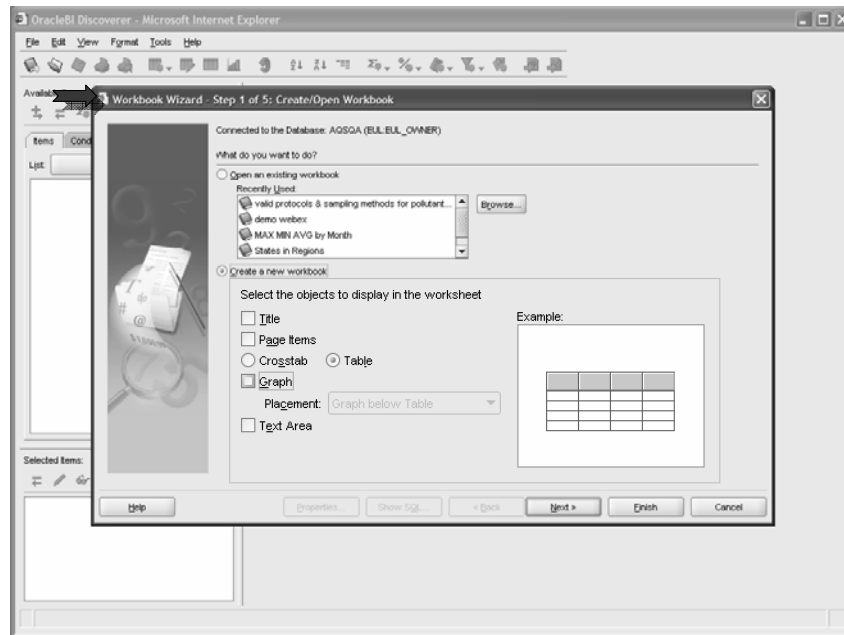 OracleBI Discoverer - Microsoft Internet Explorer
File Edit View Format Tools Help
Workbook Wizard - Step 1 of 5: Create/Open Workbook
Connected to the Database: AQSQA (EUL:EUL_OWNER)
What do you want to do?
Items
List:
Open an existing workbook
Recently Used:
valid protocols & sampling methods for pollutant...
Browse...
demo webex
MAX MIN AVG by Month
States in Regions
Create a new workbook
Select the objects to display in the worksheet
Title
Example:
Page Items
Crosstab Table
Graph
Placement: Graph below Table
Text Area
Selected Items:
Help Properties... Show SQL... < Back Next > Finish Cancel